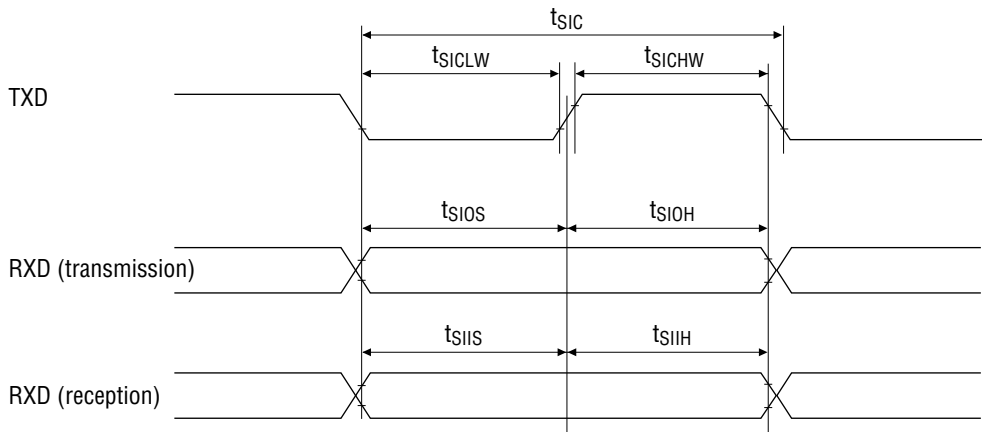 tSIC
tSICLW tSICHW
TXD
tSIOS tSIOH
RXD (transmission)
tSIIS tSIIH
RXD (reception)